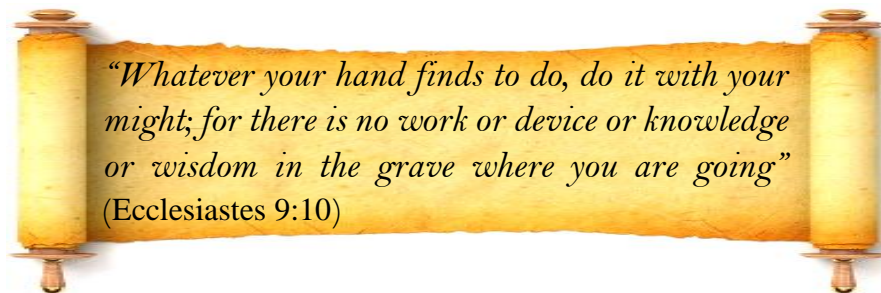 “Whatever your hand finds to do, do it with your
might; for there is no work or device or knowledge
or wisdom in the grave where you are going”
(Ecclesiastes 9:10)